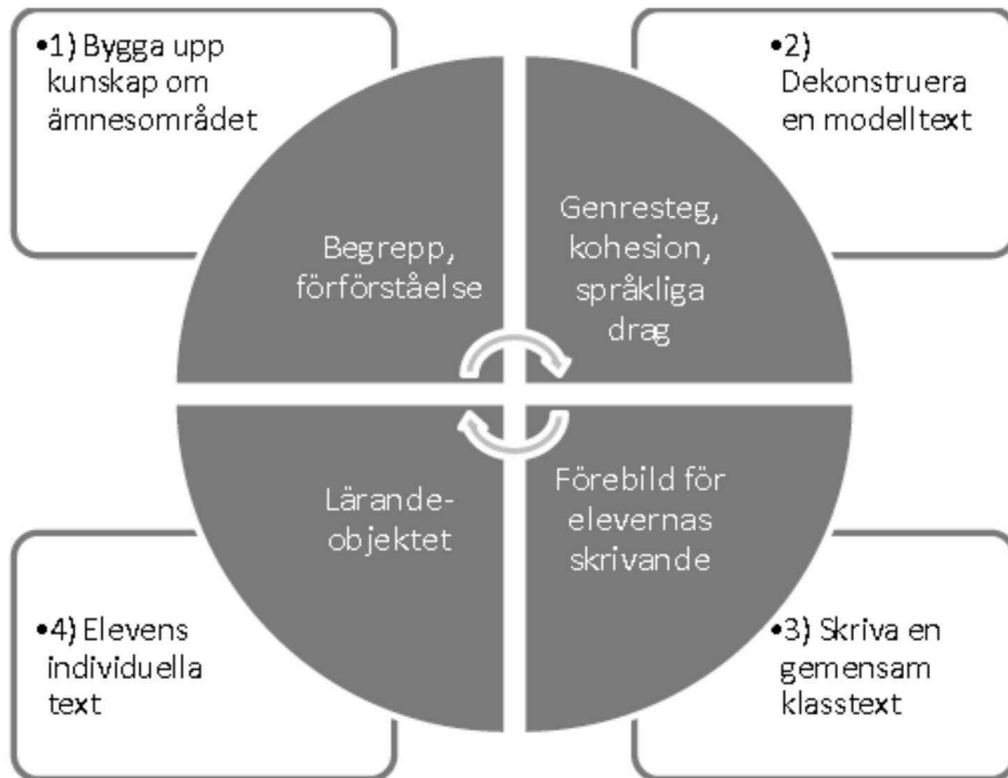 •1) Bygga upp
kunskap om
ämnesområdet
Begrepp,
förförståelse
•2)
Dekonstruera
en modelltext
Genresteg,
kohesion,
språkliga
drag
•3) Skriva en
gemensam
klasstext
Förebild för
elevernas
skrivande
•4) Elevens
individuella
text
Lärande-
objektet